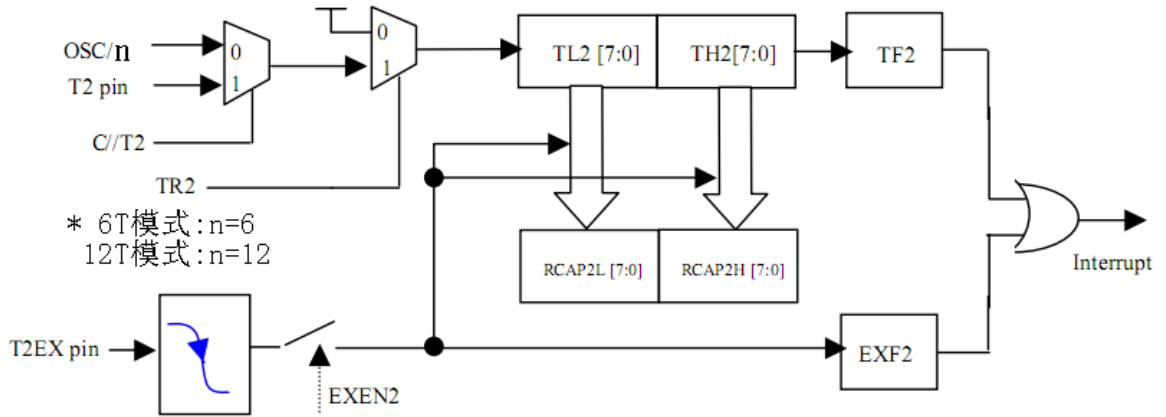 OSC/n
0
1
T2 pin
C//T2
0
1
TR2
TL2 [7:0]
TH2[7:0]
TF2
* 6T模式:n=6
12T模式:n=12
RCAP2L [7:0]
RCAP2H [7:0]
Interrupt
T2EX pin
EXEN2
EXF2